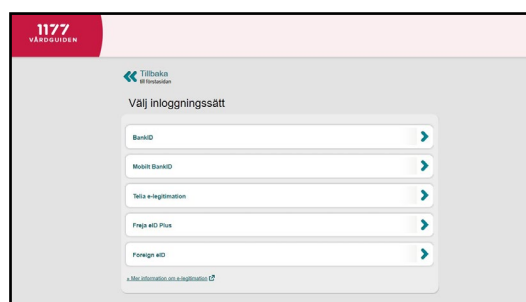 1177
VÅRDGUIDEN
Tillbaka
till förstasidan
Välj inloggningssätt
BankID
Mobilt BankID
Telia e-legitimation
Freja eID Plus
Foreign eID
» Mer information om e-legitimation